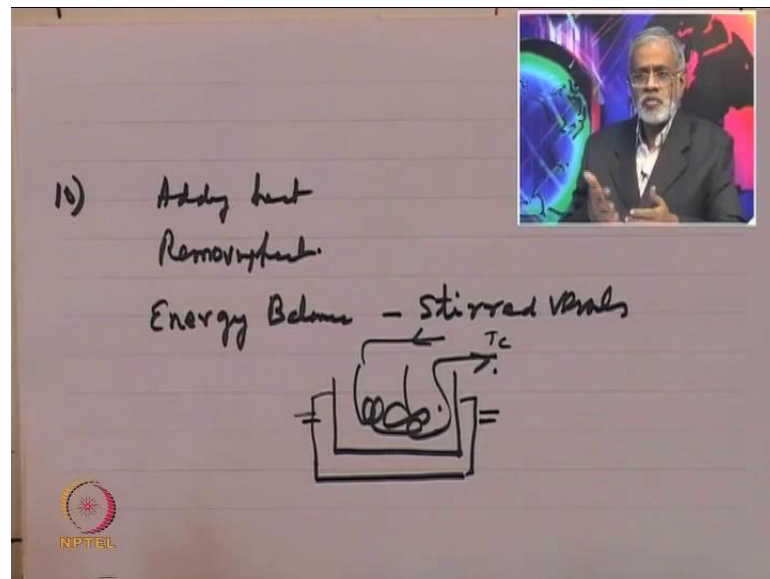 10) Adding heat
Removing heat.
Energy Balance - Stirred Vessels
Tc
NPTEL